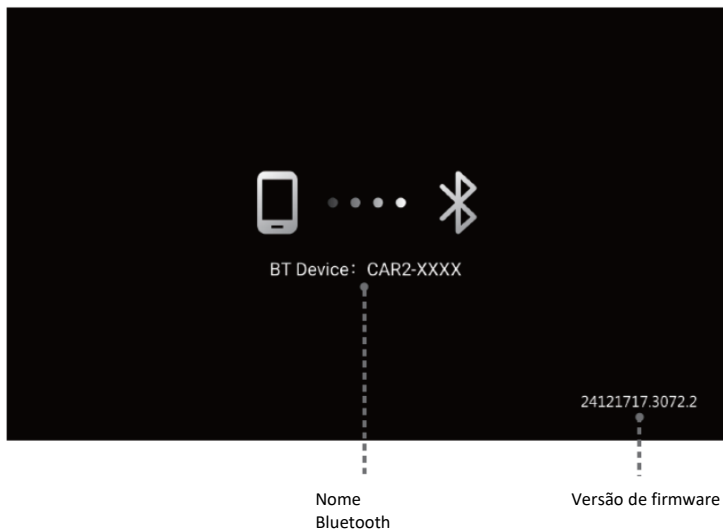 BT Device: CAR2-XXXX
24121717.3072.2
Nome
Bluetooth
Versão de firmware